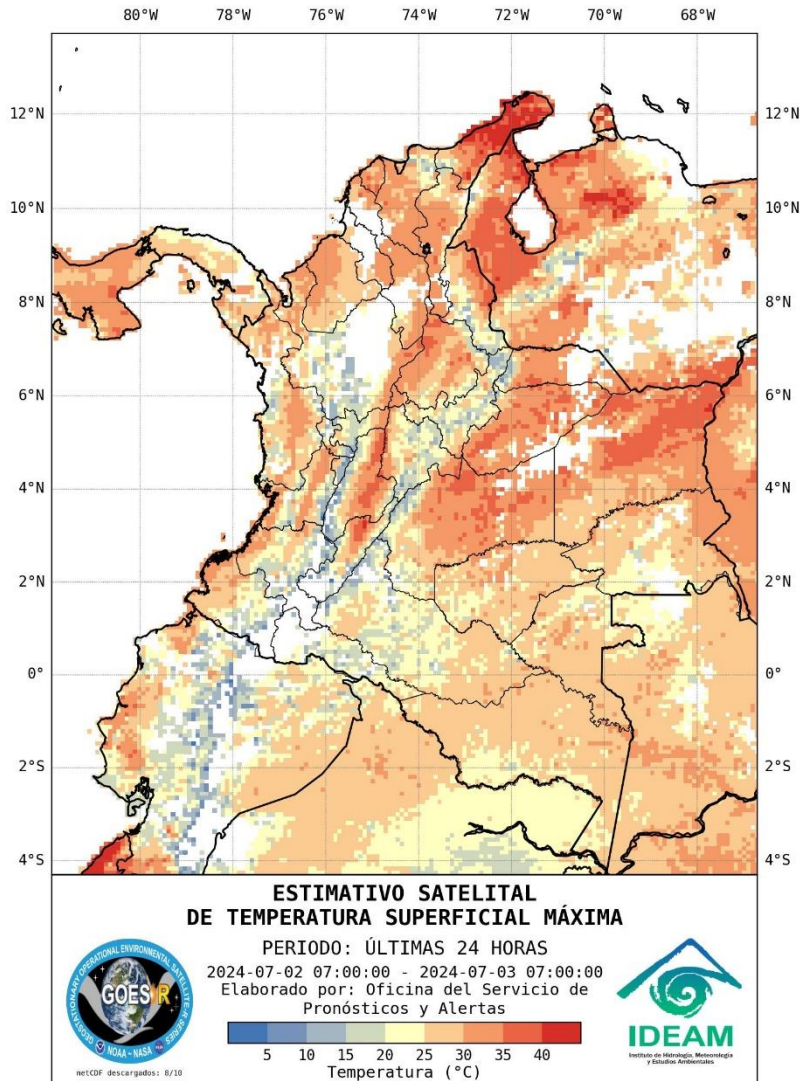 80°W 78°W 76°W 74°W 72°W 70°W 68°W
12°N 12°N
10°N 10°N
8°N 8°N
6°N 6°N
4°N 4°N
2°N 2°N
0° 0°
2°S 2°S
4°S 4°S
ESTIMATIVO SATELITAL
DE TEMPERATURA SUPERFICIAL MÁXIMA
PERIODO: ÚLTIMAS 24 HORAS
2024-07-02 07:00:00 - 2024-07-03 07:00:00
Elaborado por: Oficina del Servicio de
Pronósticos y Alertas
5 10 15 20 25 30 35 40
Temperatura (°C)
GEOSTATIONARY OPERATIONAL ENVIRONMENTAL SATELLITE-R SERIES
GOES R
NOAA - NASA
netCDF descargados: 8/10
IDEAM
Instituto de Hidrología, Meteorología
y Estudios Ambientales